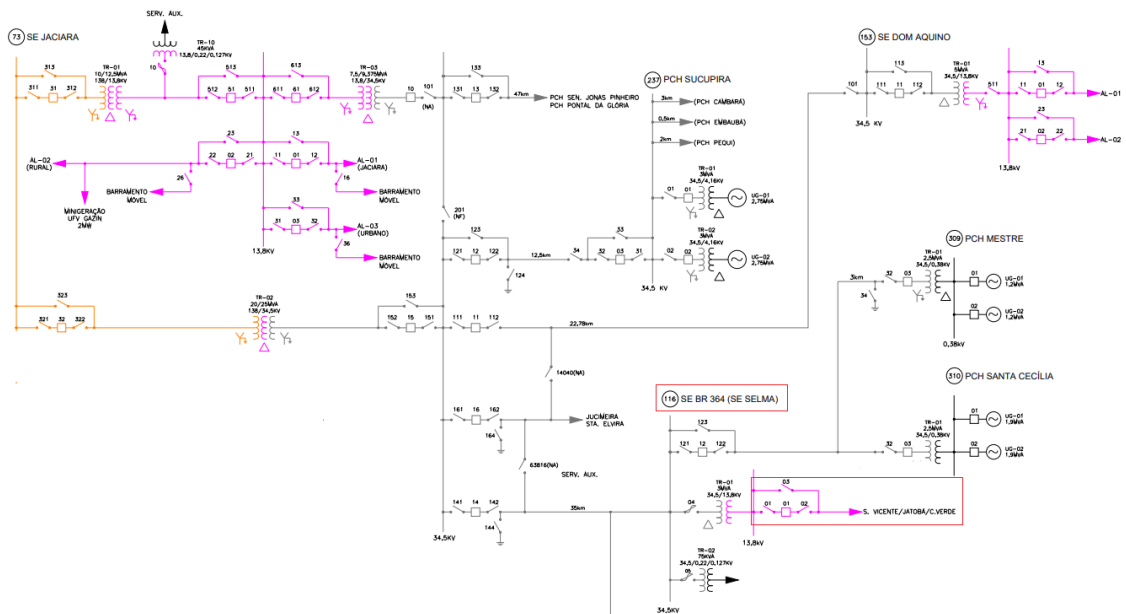 SERV. AUX.
73 SE JACIARA
TR-10
45KVA
13,8/0,22/0,127kV
10
313
311 31 312
TR-01
10/12,5MVA
138/13,8kV
513
512 51 511
613
611 61 612
TR-03
7,5/9,375MVA
13,8/34,5kV
10
101
(NA)
133
131 13 132
47km
PCH SEN. JONAS PINHEIRO
PCH PONTAL DA GLÓRIA
237 PCH SUCUPIRA
3km
(PCH CAMBARÁ)
0,5km
(PCH EMBAUBÁ)
2km
(PCH PEQUI)
153 SE DOM AQUINO
101
34,5 KV
113
111 11 112
TR-01
5MVA
34,5/13,8kV
511
13
11 01 12
AL-01
23
21 02 22
AL-02
13,8kV
AL-02
(RURAL)
23
22 02 21
26
BARRAMENTO
MÓVEL
MINIGERAÇÃO
UFV GAZIN
2MW
13
11 01 12
AL-01
(JACIARA)
16
BARRAMENTO
MÓVEL
33
31 03 32
AL-03
(URBANO)
36
BARRAMENTO
MÓVEL
13,8KV
201
(NF)
123
121 12 122
124
12,5km
34
33
32 03 31
01 01
TR-01
3MVA
34,5/4,16KV
UG-01
2,75MVA
02 02
TR-02
3MVA
34,5/4,16KV
UG-02
2,75MVA
34,5 KV
309 PCH MESTRE
3km
34
32 03
TR-01
2,5MVA
34,5/0,38KV
01
UG-01
1,2MVA
02
UG-02
1,2MVA
0,38kV
323
321 32 322
TR-02
20/25MVA
138/34,5kV
153
152 15 151
111 11 112
22,78km
14040(NA)
161 16 162
164
JUCIMEIRA
STA. ELVIRA
63816(NA)
SERV. AUX.
141 14 142
144
35km
34,5KV
116 SE BR 364 (SE SELMA)
123
121 12 122
310 PCH SANTA CECÍLIA
32 03
TR-01
2,5MVA
34,5/0,38KV
01
UG-01
1,9MVA
02
UG-02
1,9MVA
04
TR-01
3MVA
34,5/13,8kV
03
01 01 02
S. VICENTE/JATOBÁ/C.VERDE
13,8kV
05
TR-02
75KVA
34,5/0,22/0,127kV
34,5KV